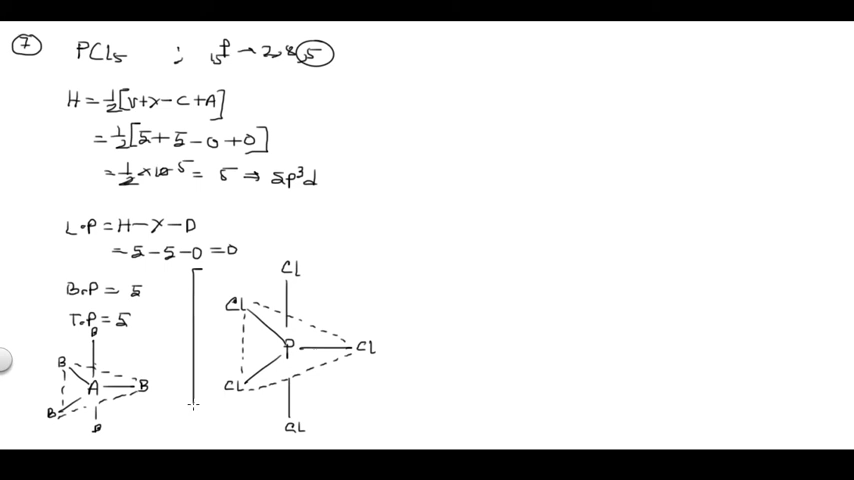 7 PCl₅ ; ₁₅P → 2, 8, 5
H = 1/2 [V+X-C+A]
= 1/2 [5+5-0+0]
= 1/2 × 10 5 = 5 ⇒ sp³d
L.P = H-X-D
= 5-5-0 = 0
B.P = 5
T.P = 5
B
B
A B
B
B
Cl
Cl
P Cl
Cl
Cl